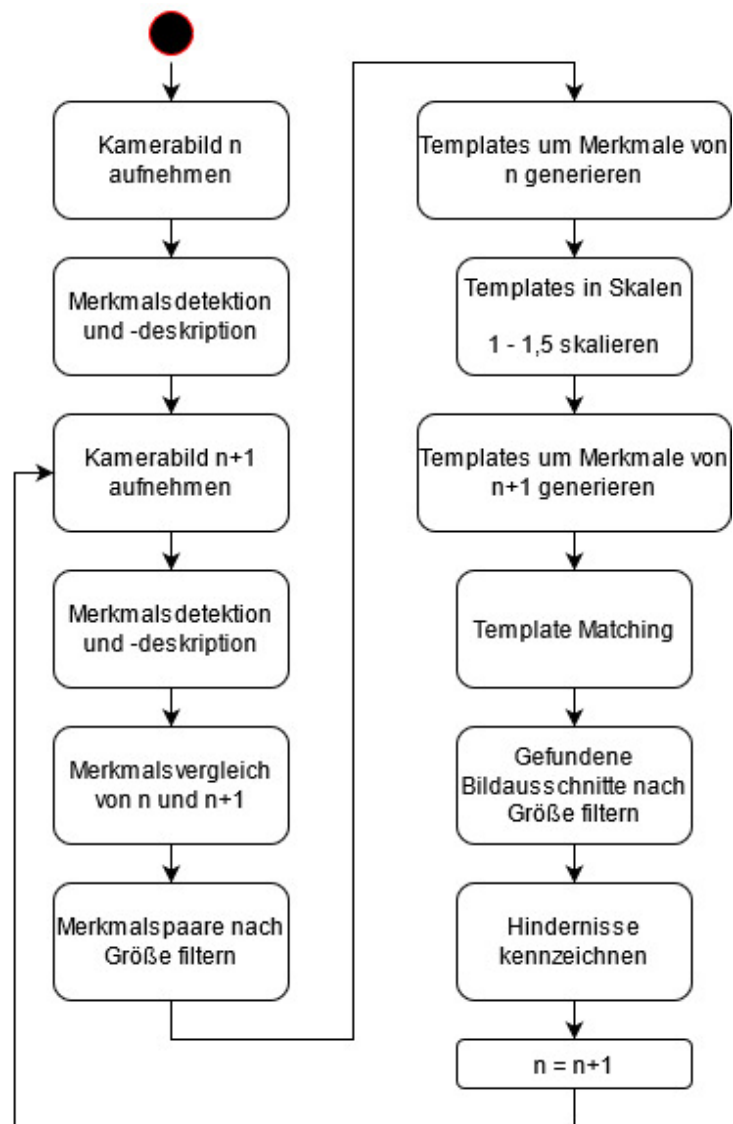 Kamerabild n
aufnehmen
Merkmalsdetektion
und -deskription
Kamerabild n+1
aufnehmen
Merkmalsdetektion
und -deskription
Merkmalsvergleich
von n und n+1
Merkmalspaare nach
Größe filtern
Templates um Merkmale von
n generieren
Templates in Skalen
1 - 1,5 skalieren
Templates um Merkmale von
n+1 generieren
Template Matching
Gefundene
Bildausschnitte nach
Größe filtern
Hindernisse
kennzeichnen
n = n+1